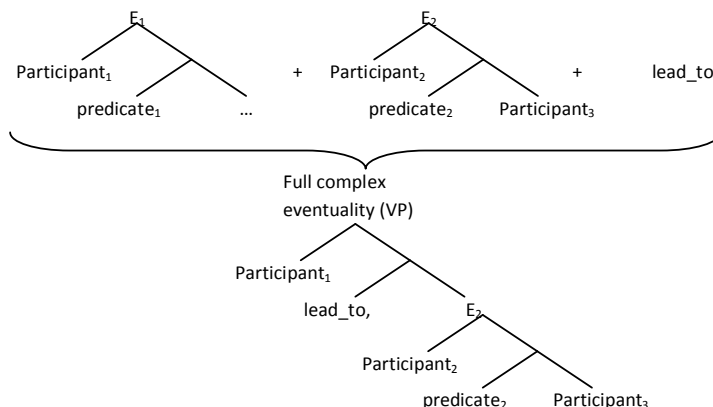 E₁ E₂
Participant₁ + Participant₂ + lead_to
predicate₁ ... predicate₂ Participant₃
Full complex
eventuality (VP)
Participant₁
lead_to, E₂
Participant₂
predicate₂ Participant₃